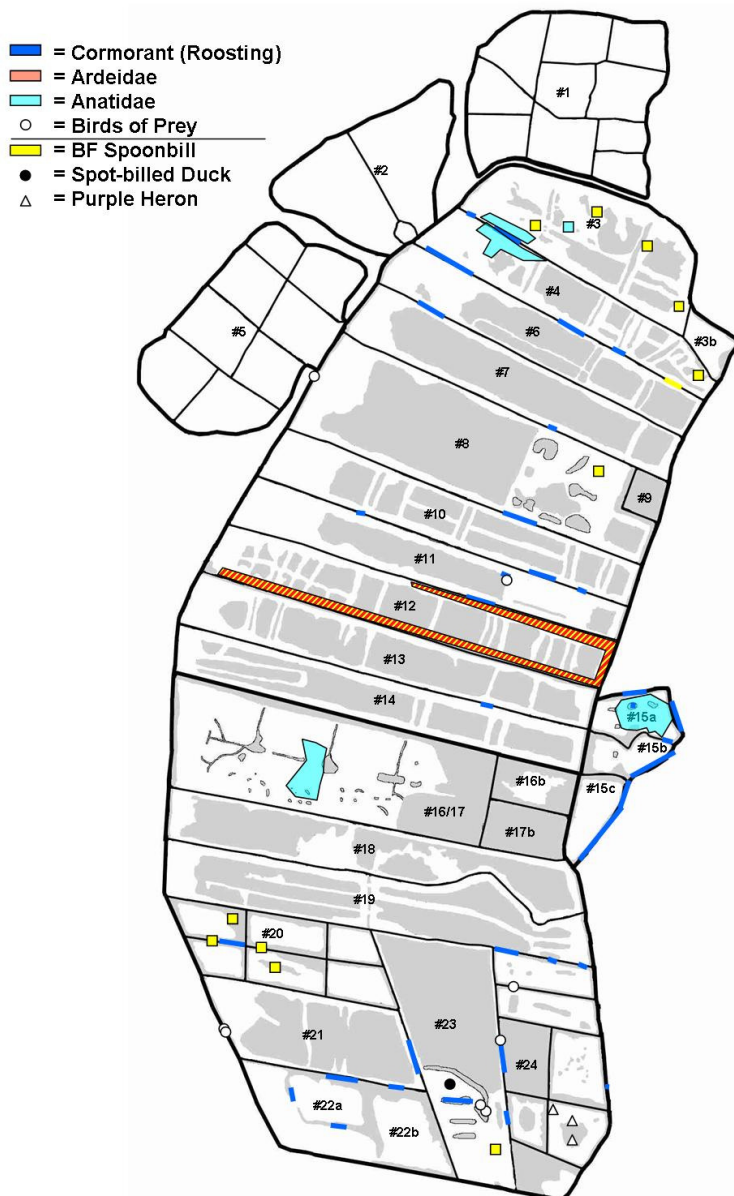 = Cormorant (Roosting)
= Ardeidae
= Anatidae
= Birds of Prey
= BF Spoonbill
= Spot-billed Duck
= Purple Heron
#1
#2
#3
#3b
#4
#5
#6
#7
#8
#9
#10
#11
#12
#13
#14
#15a
#15b
#15c
#16b
#16/17
#17b
#18
#19
#20
#21
#23
#24
#22a
#22b